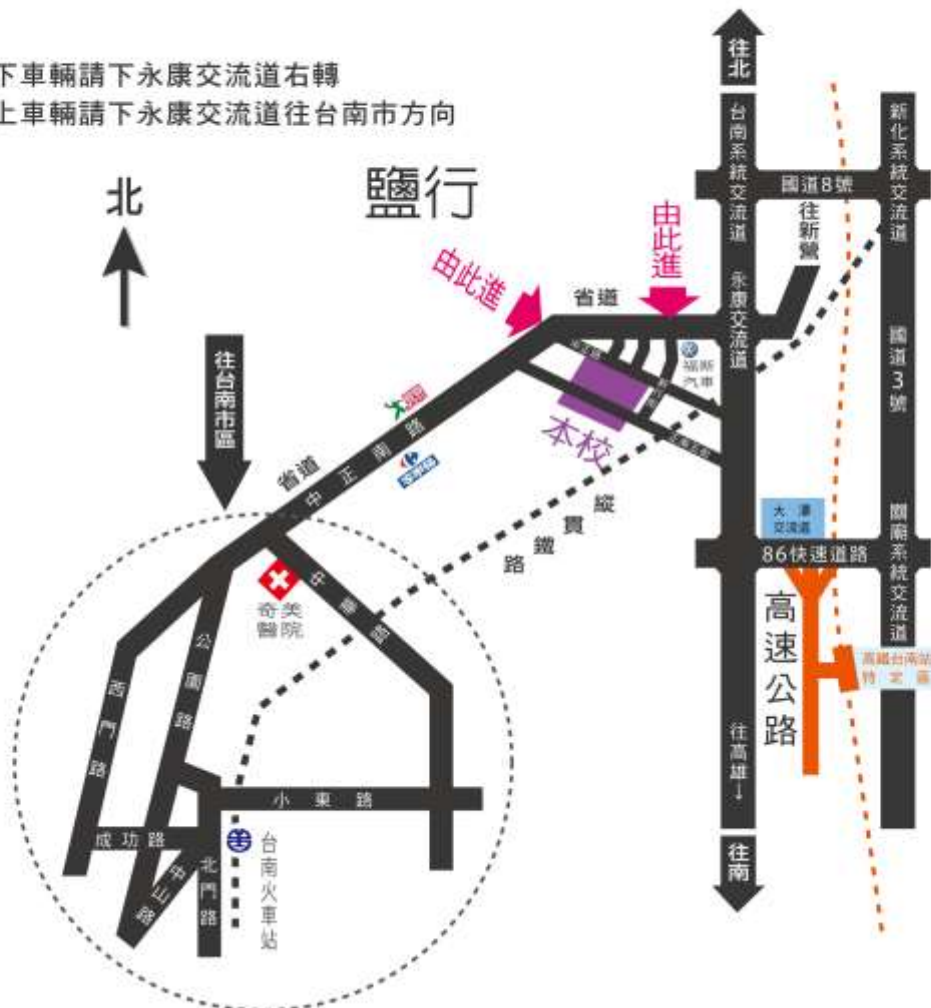 下車輛請下永康交流道右轉
上車輛請下永康交流道往台南市方向
往北
北
鹽行
台南系統交流道
新化系統交流道
國道8號
往新營
由此進
由此進
省道
永康交流道
國道3號
福斯
汽車
往台南市區
本校
中正南路
省道
縱貫鐵路
大潭
交流道
86快速道路
關廟系統交流道
奇美
醫院
中華路
公園路
西門路
高速公路
高鐵台南站
特定區
往高雄↓
小東路
成功路
中山路
北門路
台南火車站
往南